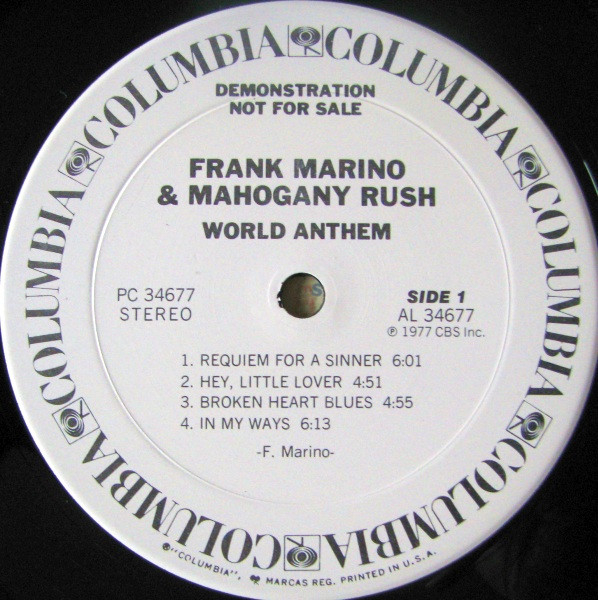 COLUMBIA COLUMBIA COLUMBIA COLUMBIA COLUMBIA COLUMBIA COLUMBIA COLUMBIA
DEMONSTRATION
NOT FOR SALE
FRANK MARINO
& MAHOGANY RUSH
WORLD ANTHEM
PC 34677
STEREO
SIDE 1
AL 34677
℗ 1977 CBS Inc.
1. REQUIEM FOR A SINNER 6:01
2. HEY, LITTLE LOVER 4:51
3. BROKEN HEART BLUES 4:55
4. IN MY WAYS 6:13
-F. Marino-
® "COLUMBIA", MARCAS REG. PRINTED IN U.S.A.